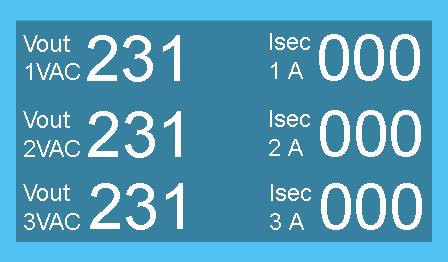 Vout 1VAC 231 Isec 1 A 000
Vout 2VAC 231 Isec 2 A 000
Vout 3VAC 231 Isec 3 A 000